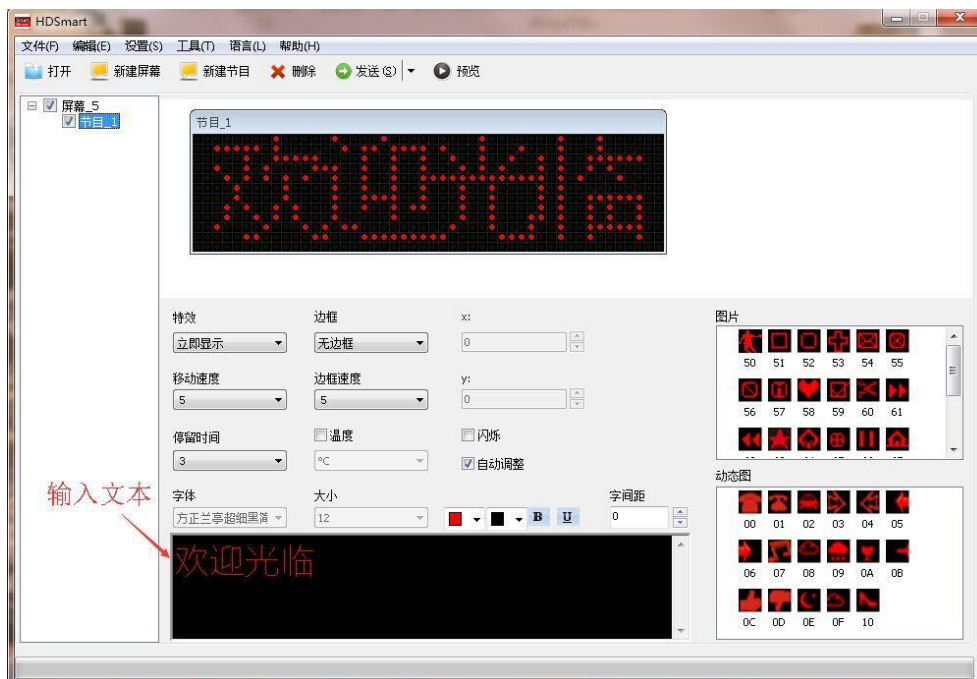 HDSmart
文件(F) 编辑(E) 设置(S) 工具(T) 语言(L) 帮助(H)
打开 新建屏幕 新建节目 删除 发送(S) 预览
屏幕_5
节目_1
节目_1
欢迎光临
特效 边框 x:
立即显示 无边框 0
移动速度 边框速度 y:
5 5 0
停留时间 温度 闪烁
3 °C 自动调整
字体 大小 字间距
方正兰亭超细黑简 12 B U 0
输入文本
欢迎光临
图片
50 51 52 53 54 55
56 57 58 59 60 61
动态图
00 01 02 03 04 05
06 07 08 09 0A 0B
0C 0D 0E 0F 10